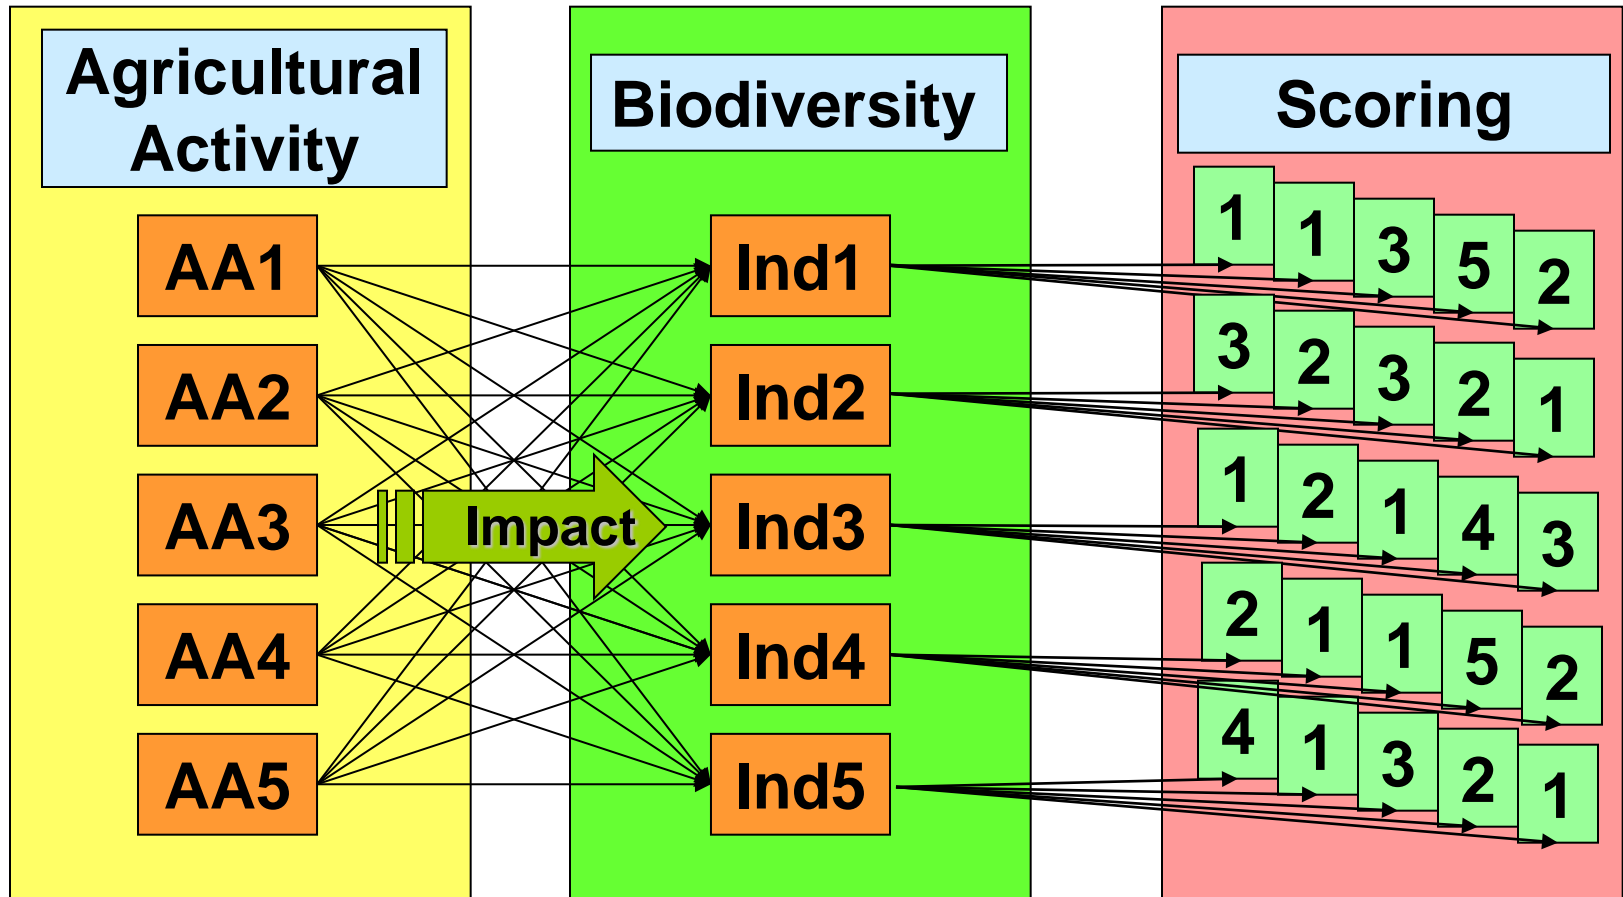 Agricultural
Activity
Biodiversity
Scoring
AA1
Ind1
1 1 3 5 2
AA2
Ind2
3 2 3 2 1
AA3
Impact
Ind3
1 2 1 4 3
AA4
Ind4
2 1 1 5 2
AA5
Ind5
4 1 3 2 1